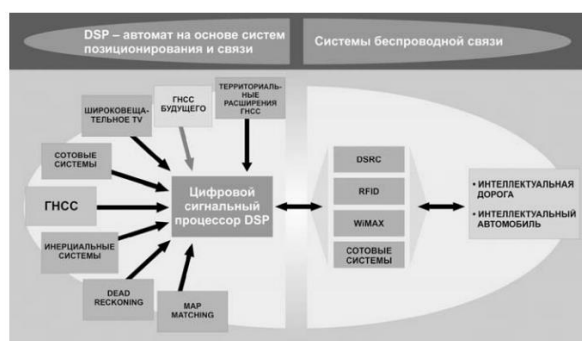 DSP – автомат на основе систем
позиционирования и связи
Системы беспроводной связи
ШИРОКОВЕЩА-
ТЕЛЬНОЕ TV
ГНСС
БУДУЩЕГО
ТЕРРИТОРИАЛЬ-
НЫЕ
РАСШИРЕНИЯ
ГНСС
СОТОВЫЕ
СИСТЕМЫ
ГНСС
ИНЕРЦИАЛЬНЫЕ
СИСТЕМЫ
DEAD
RECKONING
MAP
MATCHING
Цифровой
сигнальный
процессор DSP
DSRC
RFID
WiMAX
СОТОВЫЕ
СИСТЕМЫ
• ИНТЕЛЛЕКТУАЛЬНАЯ
ДОРОГА
• ИНТЕЛЛЕКТУАЛЬНЫЙ
АВТОМОБИЛЬ